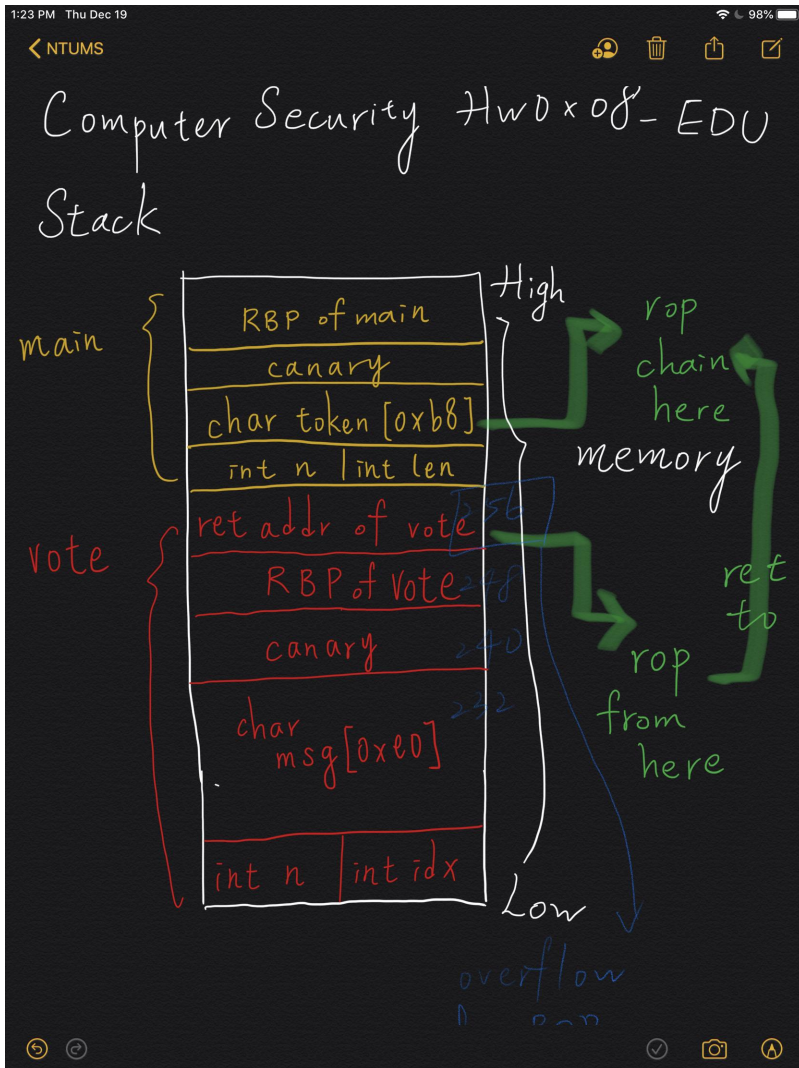 1:23 PM Thu Dec 19
98%
NTUMS
Computer Security Hw0x08_ EDU
Stack
High
main
RBP of main
canary
char token [0xb8]
int n | int len
rop
chain
here
memory
vote
ret addr of vote
256
RBP of vote
248
canary
240
232
char
msg[0xe0]
int n | int idx
ret
to
rop
from
here
Low
overflow